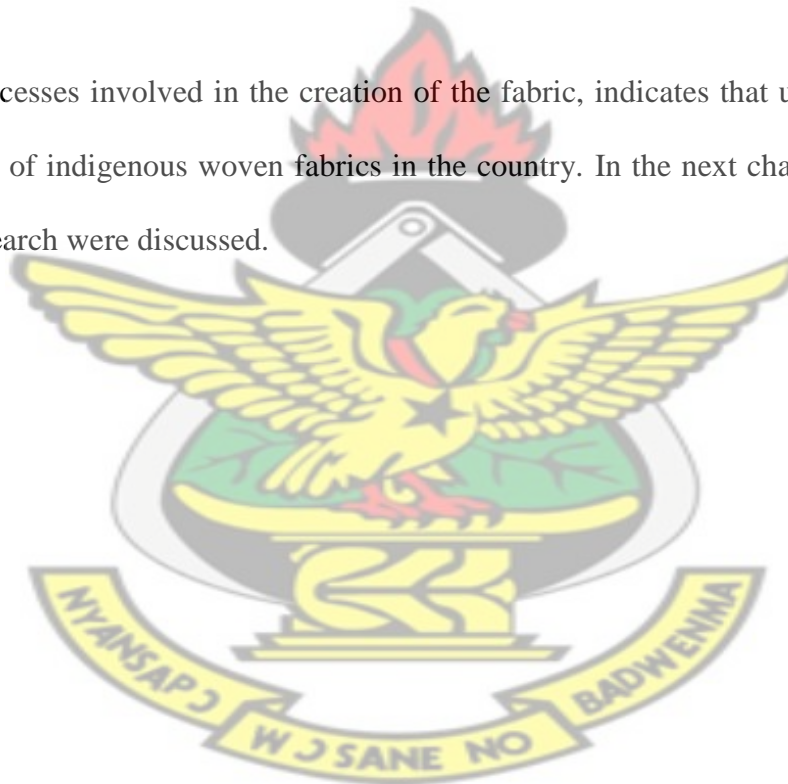 cesses involved in the creation of the fabric, indicates that u
of indigenous woven fabrics in the country. In the next cha
earch were discussed.
NYANSAPƆ
WƆSANE NO
BADWENMA